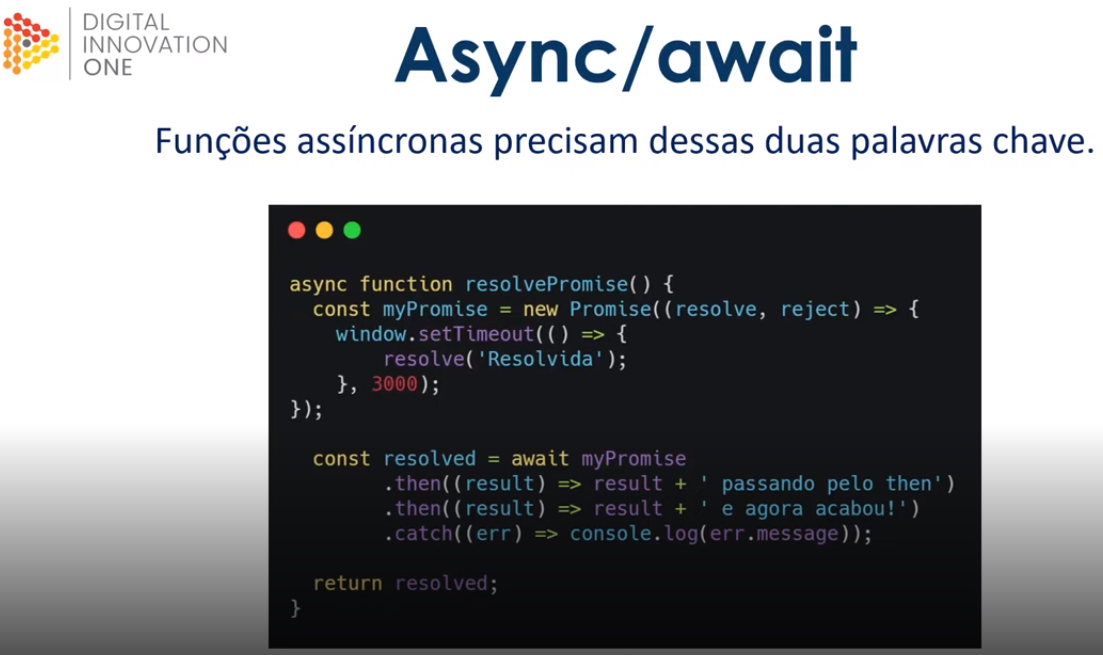 DIGITAL
INNOVATION
ONE
Async/await
Funções assíncronas precisam dessas duas palavras chave.
async function resolvePromise() {
  const myPromise = new Promise((resolve, reject) => {
    window.setTimeout(() => {
        resolve('Resolvida');
    }, 3000);
});
  const resolved = await myPromise
        .then((result) => result + ' passando pelo then')
        .then((result) => result + ' e agora acabou!')
        .catch((err) => console.log(err.message));
  return resolved;
}